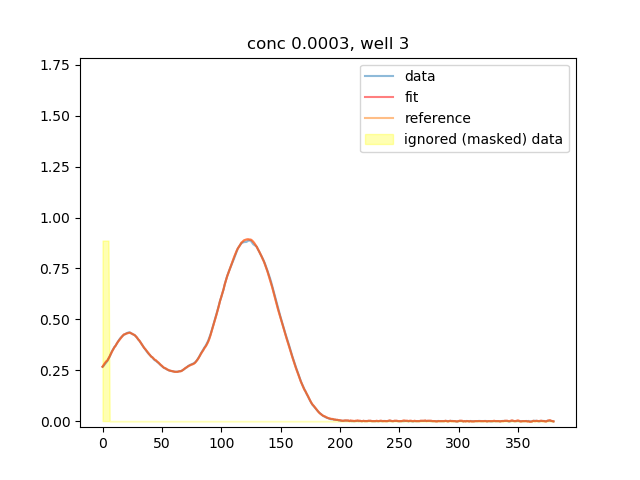 conc 0.0003, well 3
1.75
1.50
1.25
1.00
0.75
0.50
0.25
0.00
data
fit
reference
ignored (masked) data
0 50 100 150 200 250 300 350